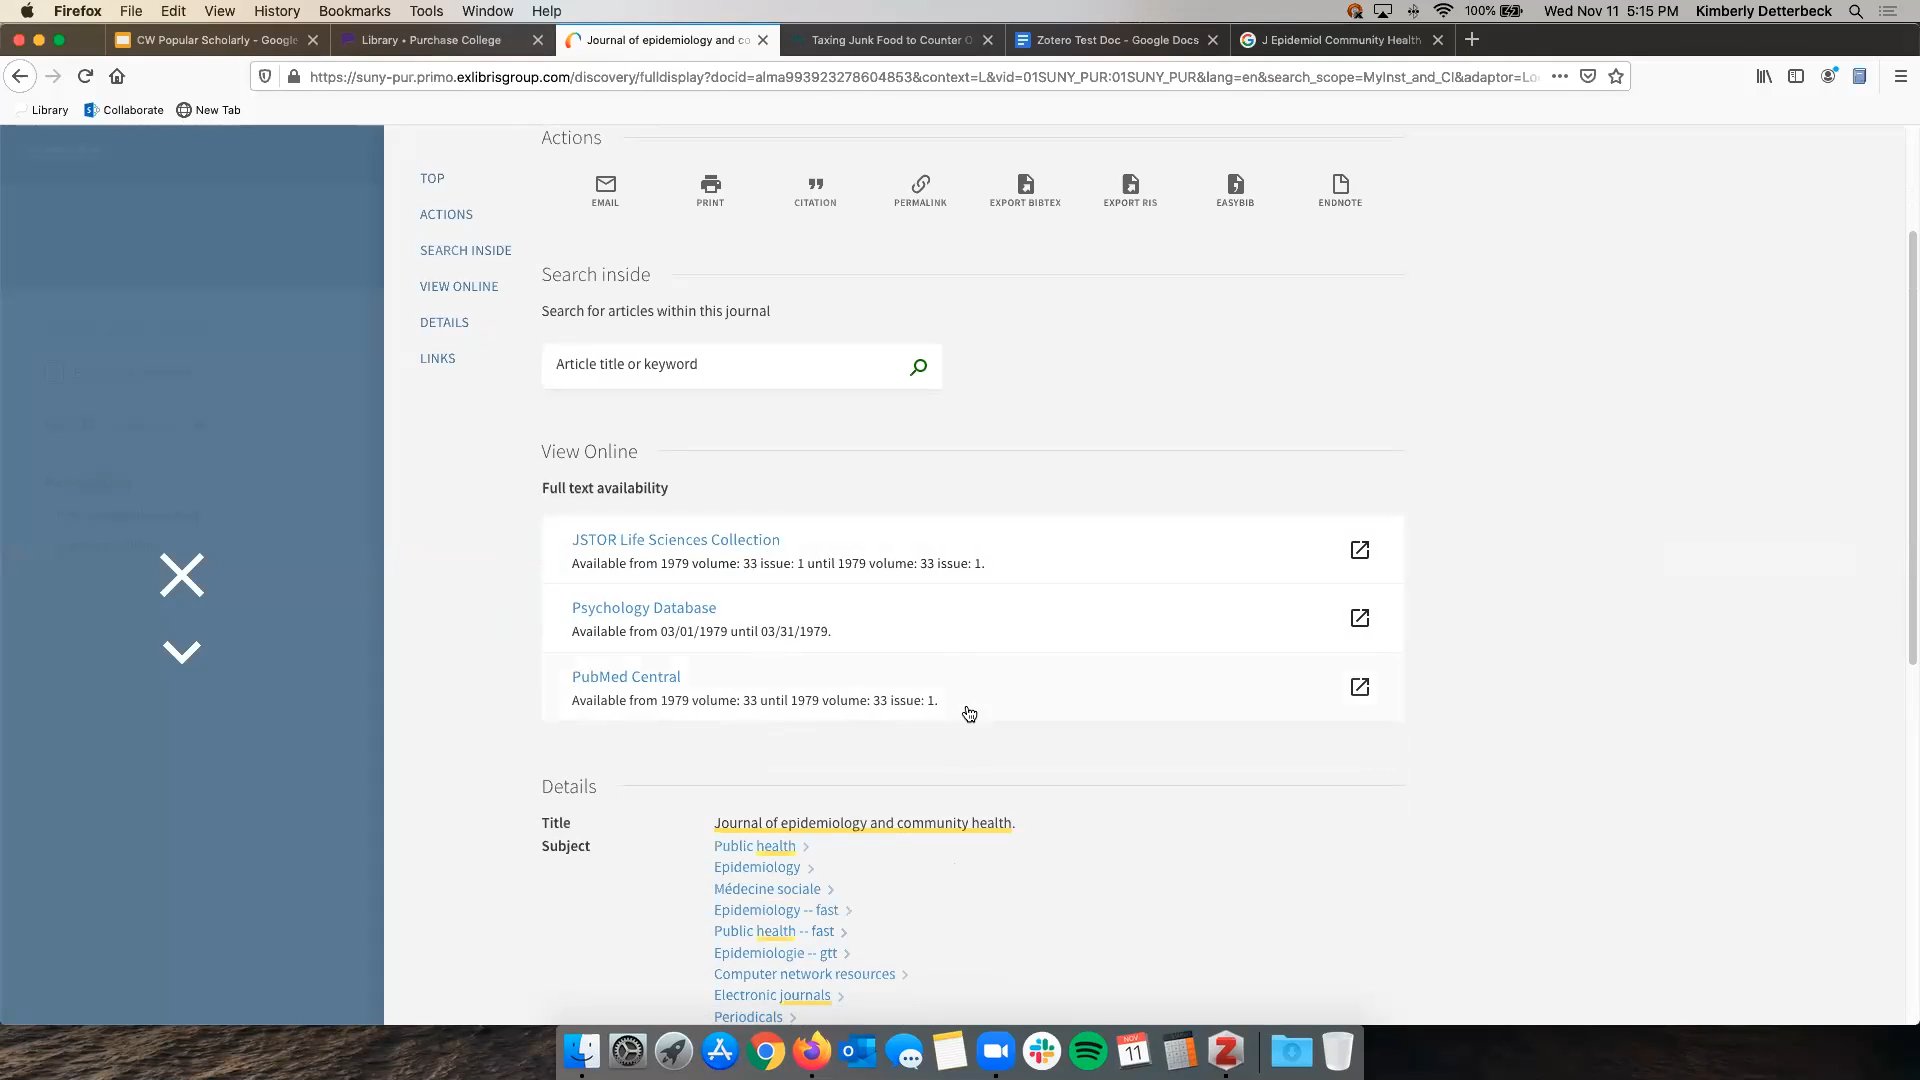 Firefox File Edit View History Bookmarks Tools Window Help 100% Wed Nov 11 5:15 PM Kimberly Detterbeck
CW Popular Scholarly - Google Library • Purchase College Journal of epidemiology and co Taxing Junk Food to Counter O Zotero Test Doc - Google Docs J Epidemiol Community Health
https://suny-pur.primo.exlibrisgroup.com/discovery/fulldisplay?docid=alma993923278604853&context=L&vid=01SUNY_PUR:01SUNY_PUR&lang=en&search_scope=MyInst_and_CI&adaptor=Lo
Library Collaborate New Tab
Actions
TOP
ACTIONS
SEARCH INSIDE
VIEW ONLINE
DETAILS
LINKS
EMAIL PRINT CITATION PERMALINK EXPORT BIBTEX EXPORT RIS EASYBIB ENDNOTE
Search inside
Search for articles within this journal
Article title or keyword
View Online
Full text availability
JSTOR Life Sciences Collection
Available from 1979 volume: 33 issue: 1 until 1979 volume: 33 issue: 1.
Psychology Database
Available from 03/01/1979 until 03/31/1979.
PubMed Central
Available from 1979 volume: 33 until 1979 volume: 33 issue: 1.
Details
Title Journal of epidemiology and community health.
Subject Public health
Epidemiology
Médecine sociale
Epidemiology -- fast
Public health -- fast
Epidemiologie -- gtt
Computer network resources
Electronic journals
Periodicals
NOV
11